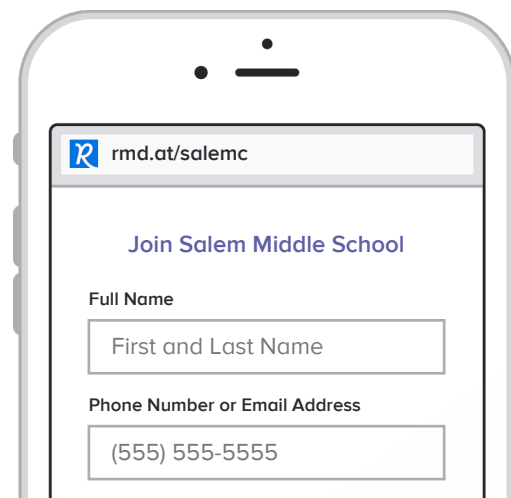 rmd.at/salemc
Join Salem Middle School
Full Name
First and Last Name
Phone Number or Email Address
(555) 555-5555